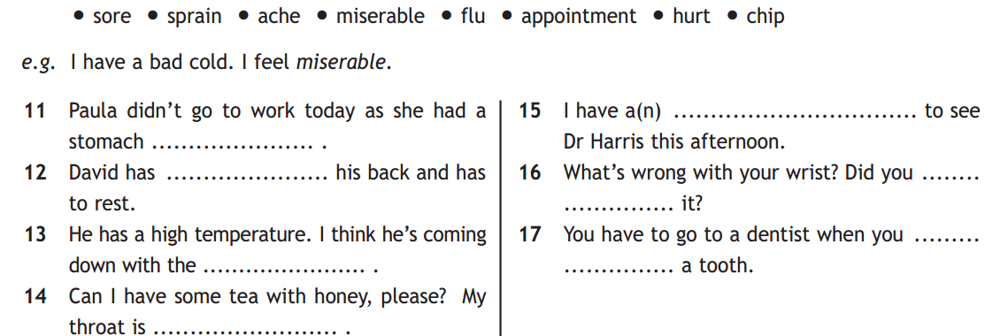 • sore • sprain • ache • miserable • flu • appointment • hurt • chip
e.g. I have a bad cold. I feel miserable.
11 Paula didn't go to work today as she had a
stomach ...................... .
12 David has ...................... his back and has
to rest.
13 He has a high temperature. I think he's coming
down with the ...................... .
14 Can I have some tea with honey, please? My
throat is ......................... .
15 I have a(n) ................................. to see
Dr Harris this afternoon.
16 What's wrong with your wrist? Did you ........
............... it?
17 You have to go to a dentist when you .........
............... a tooth.